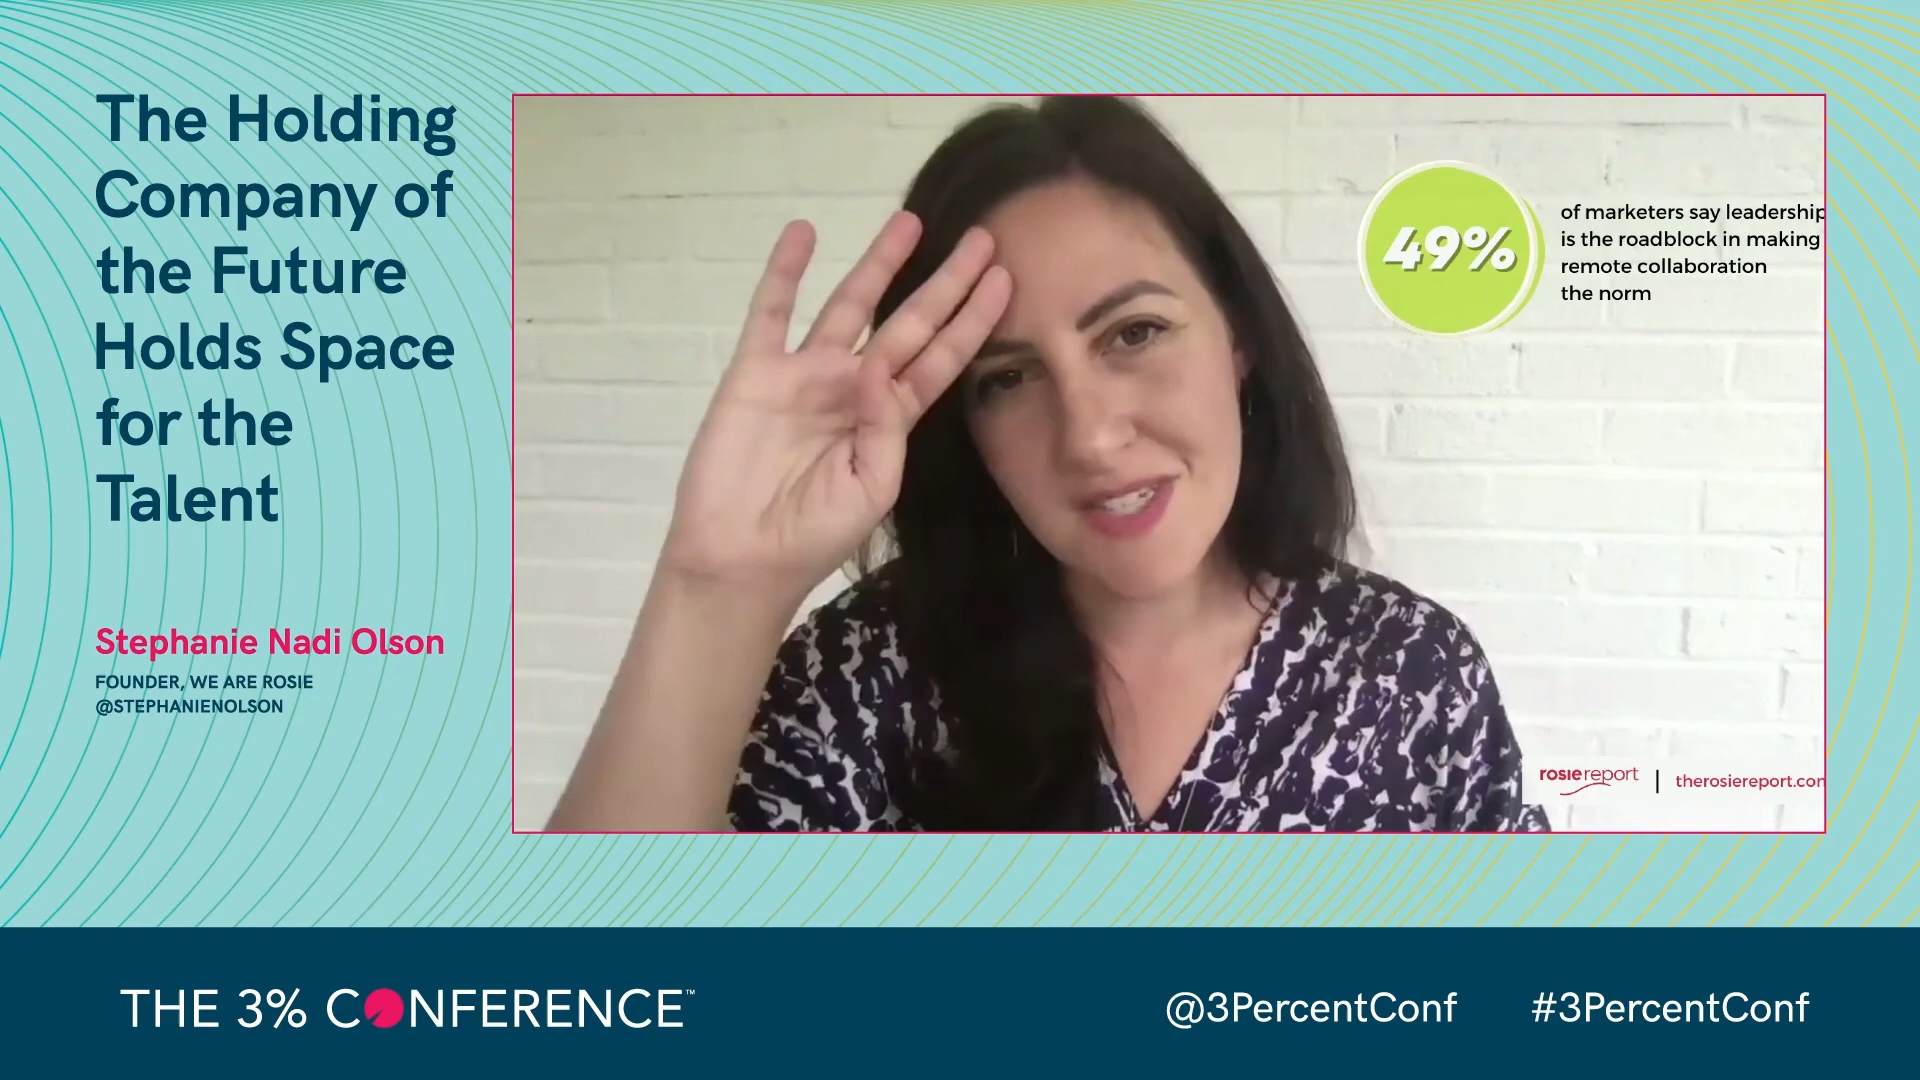 The Holding
Company of
the Future
Holds Space
for the
Talent
Stephanie Nadi Olson
FOUNDER, WE ARE ROSIE
@STEPHANIENOLSON
49%
of marketers say leadership
is the roadblock in making
remote collaboration
the norm
rosiereport | therosiereport.com
THE 3% CONFERENCE™
@3PercentConf #3PercentConf